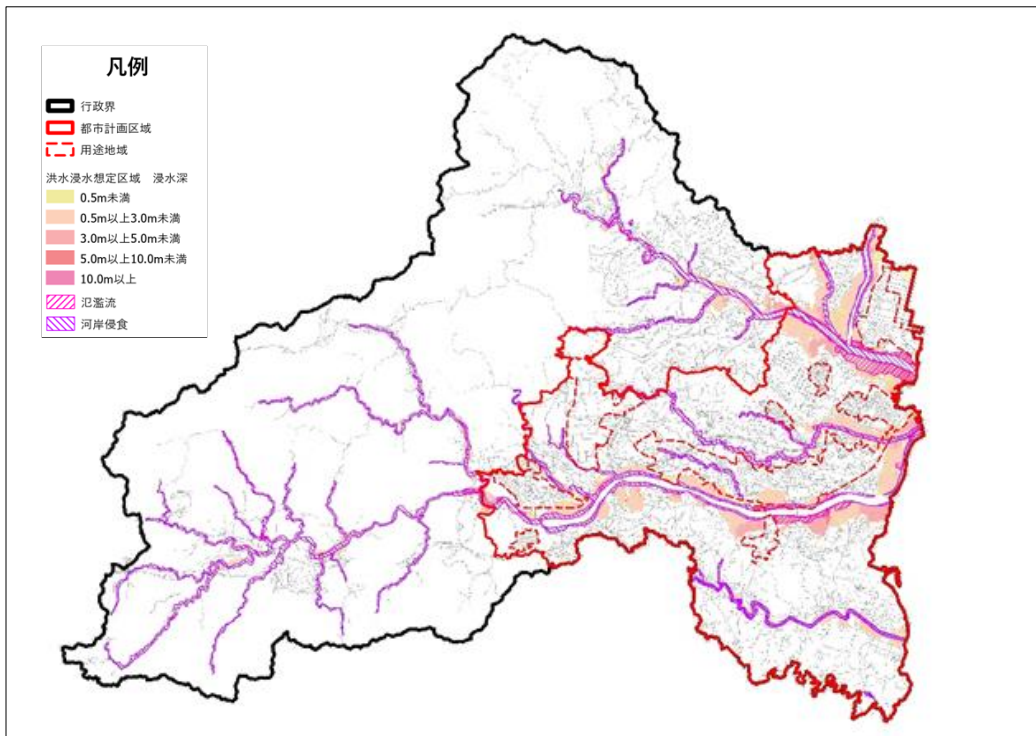 凡例
行政界
都市計画区域
用途地域
洪水浸水想定区域 浸水深
0.5m未満
0.5m以上3.0m未満
3.0m以上5.0m未満
5.0m以上10.0m未満
10.0m以上
氾濫流
河岸侵食